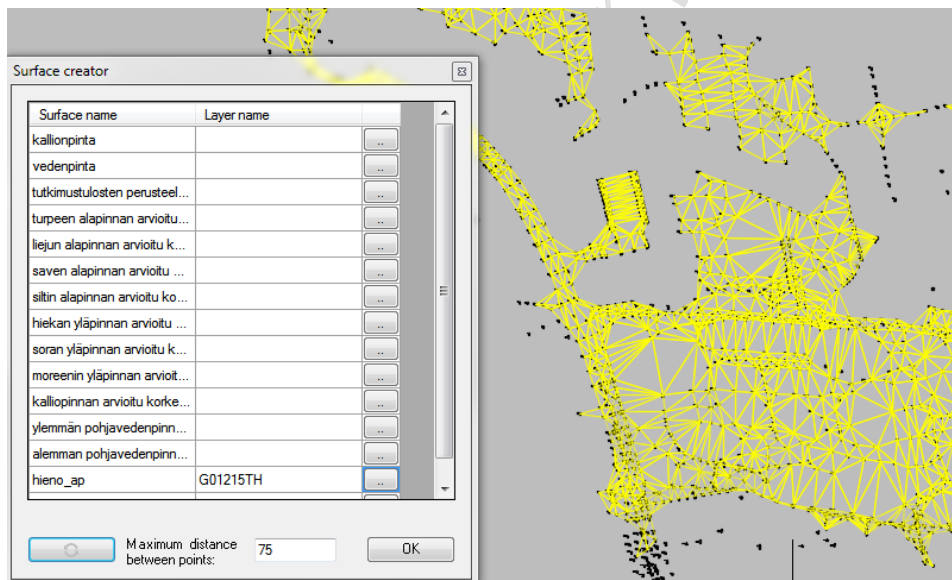 Surface creator
Surface name Layer name
kallionpinta ..
vedenpinta ..
tutkimustulosten perusteel... ..
turpeen alapinnan arvioitu... ..
liejun alapinnan arvioitu k... ..
saven alapinnan arvioitu ... ..
siltin alapinnan arvioitu ko... ..
hiekan yläpinnan arvioitu ... ..
soran yläpinnan arvioitu k... ..
moreenin yläpinnan arvioit... ..
kalliopinnan arvioitu korke... ..
ylemmän pohjavedenpinn... ..
alemman pohjavedenpinn... ..
hieno_ap G01215TH ..
Maximum distance
between points: 75 OK